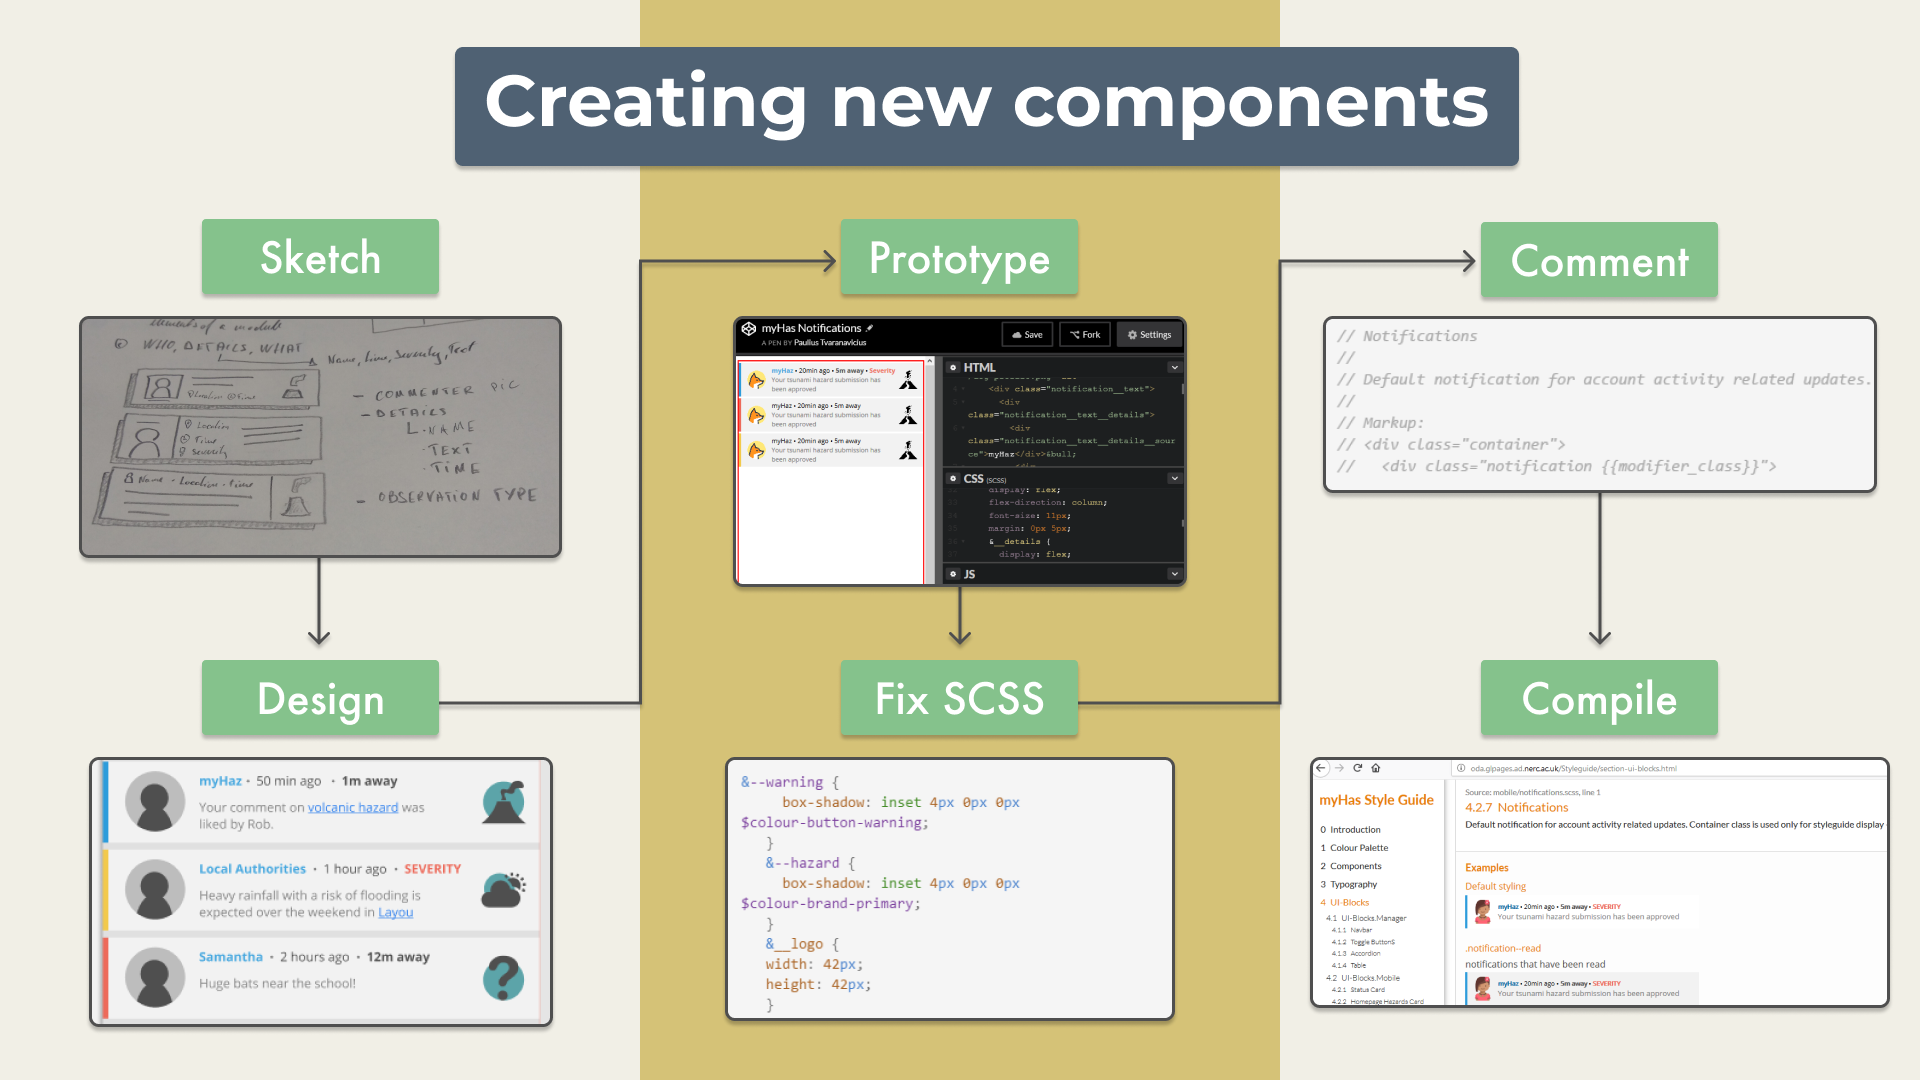 Creating new components
Sketch
elements of a module
WHO, DETAILS, WHAT
Name, time, Severity, Text
Location @Time
Location
Time
Severity
Name - Location - time
- COMMENTER PIC
- DETAILS
L. NAME
· TEXT
· TIME
- OBSERVATION TYPE
Design
myHaz • 50 min ago • 1m away
Your comment on volcanic hazard was
liked by Rob.
Local Authorities • 1 hour ago • SEVERITY
Heavy rainfall with a risk of flooding is
expected over the weekend in Layou
Samantha • 2 hours ago • 12m away
Huge bats near the school!
Prototype
myHas Notifications
A PEN BY Paulius Tvaranavicius
Save
Fork
Settings
myHaz • 20min ago • 5m away • Severity
Your tsunami hazard submission has
been approved
myHaz • 20min ago • 5m away
Your tsunami hazard submission has
been approved
myHaz • 20min ago • 5m away
Your tsunami hazard submission has
been approved
HTML
<div class="notification__text">
<div
class="notification__text__details">
<div
class="notification__text__details__sour
ce">myHaz</div>&bull;
CSS (SCSS)
display: flex;
flex-direction: column;
font-size: 11px;
margin: 0px 5px;
&__details {
display: flex;
JS
Fix SCSS
&--warning {
box-shadow: inset 4px 0px 0px
$colour-button-warning;
}
&--hazard {
box-shadow: inset 4px 0px 0px
$colour-brand-primary;
}
&__logo {
width: 42px;
height: 42px;
}
Comment
// Notifications
//
// Default notification for account activity related updates.
//
// Markup:
// <div class="container">
//   <div class="notification {{modifier_class}}">
Compile
oda.glpages.ad.nerc.ac.uk/Styleguide/section-ui-blocks.html
myHas Style Guide
0 Introduction
1 Colour Palette
2 Components
3 Typography
4 UI-Blocks
4.1 UI-Blocks.Manager
4.1.1 Navbar
4.1.2 Toggle ButtonS
4.1.3 Accordion
4.1.4 Table
4.2 UI-Blocks.Mobile
4.2.1 Status Card
4.2.2 Homepage Hazards Card
Source: mobile/notifications.scss, line 1
4.2.7 Notifications
Default notification for account activity related updates. Container class is used only for styleguide display
Examples
Default styling
myHaz • 20min ago • 5m away • SEVERITY
Your tsunami hazard submission has been approved
.notification--read
notifications that have been read
myHaz • 20min ago • 5m away • SEVERITY
Your tsunami hazard submission has been approved